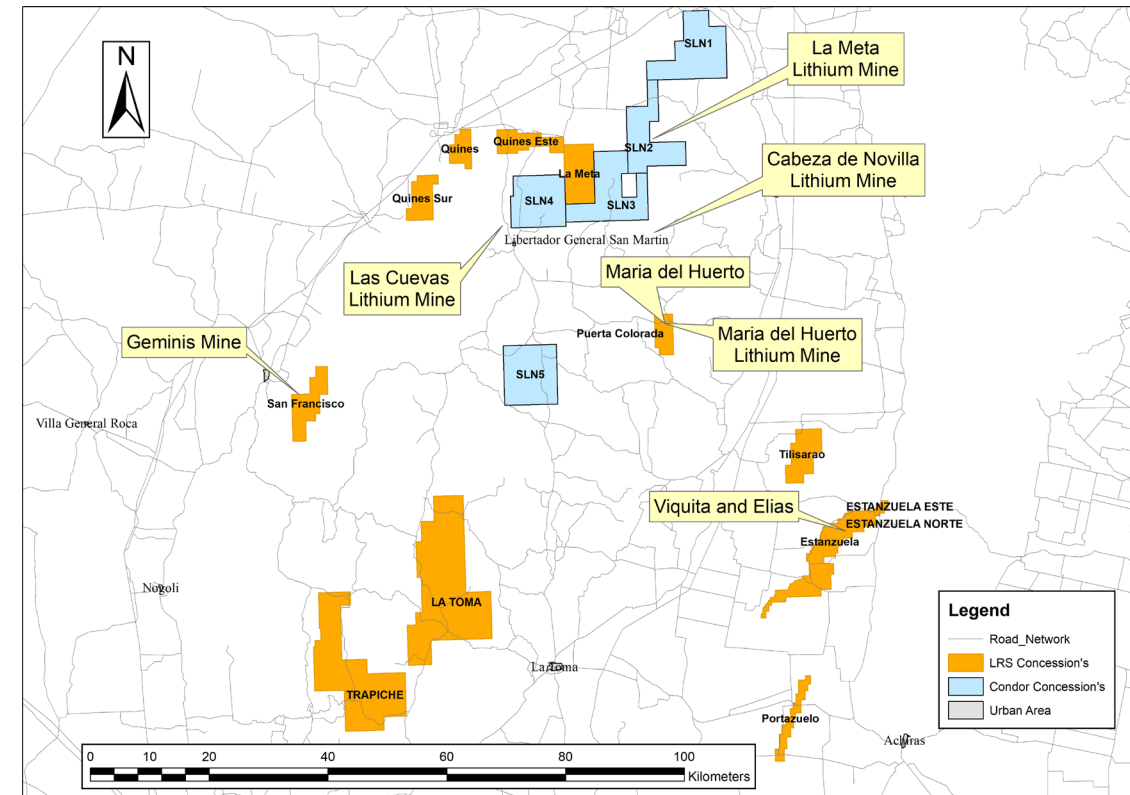 N
SLN1
La Meta
Lithium Mine
Quines
Quines Este
SLN2
Cabeza de Novilla
Lithium Mine
La Meta
Quines Sur
SLN4
SLN3
Libertador General San Martin
Las Cuevas
Lithium Mine
Maria del Huerto
Geminis Mine
Puerta Colorada
Maria del Huerto
Lithium Mine
SLN5
San Francisco
Villa General Roca
Tilisarao
Viquita and Elias
ESTANZUELA ESTE
ESTANZUELA NORTE
Estanzuela
Nogoli
LA TOMA
La Toma
TRAPICHE
Portazuelo
Achiras
Legend
Road_Network
LRS Concession's
Condor Concession's
Urban Area
0 10 20 40 60 80 100
Kilometers